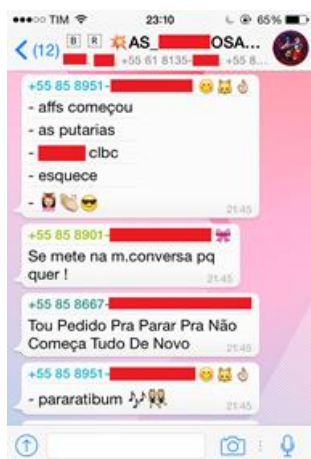 TIM 23:10 65%
(12) B R AS_ OSA...
+55 61 8135- , +55 8...
+55 85 8951-
- affs começou
- as putarias
- clbc
- esquece
-
21:45
+55 85 8901-
Se mete na m.conversa pq
quer !
21:45
+55 85 8667-
Tou Pedido Pra Parar Pra Não
Começa Tudo De Novo
21:45
+55 85 8951-
- pararatibum
21:45